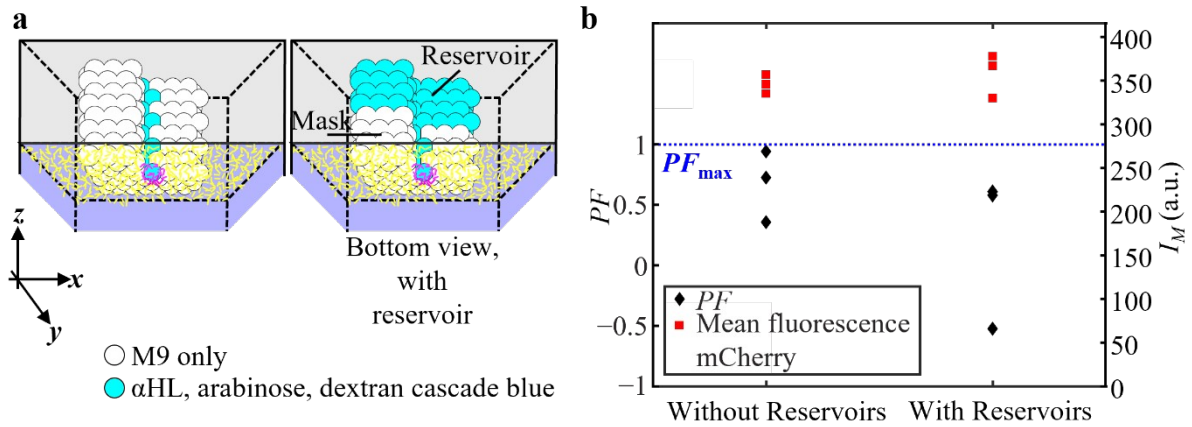 a
Reservoir
Mask
z
x
y
Bottom view,
with
reservoir
M9 only
αHL, arabinose, dextran cascade blue
b
PF
1
0.5
0
−0.5
−1
PFmax
PF
Mean fluorescence
mCherry
400
350
300
250
200
150
100
50
0
IM (a.u.)
Without Reservoirs
With Reservoirs